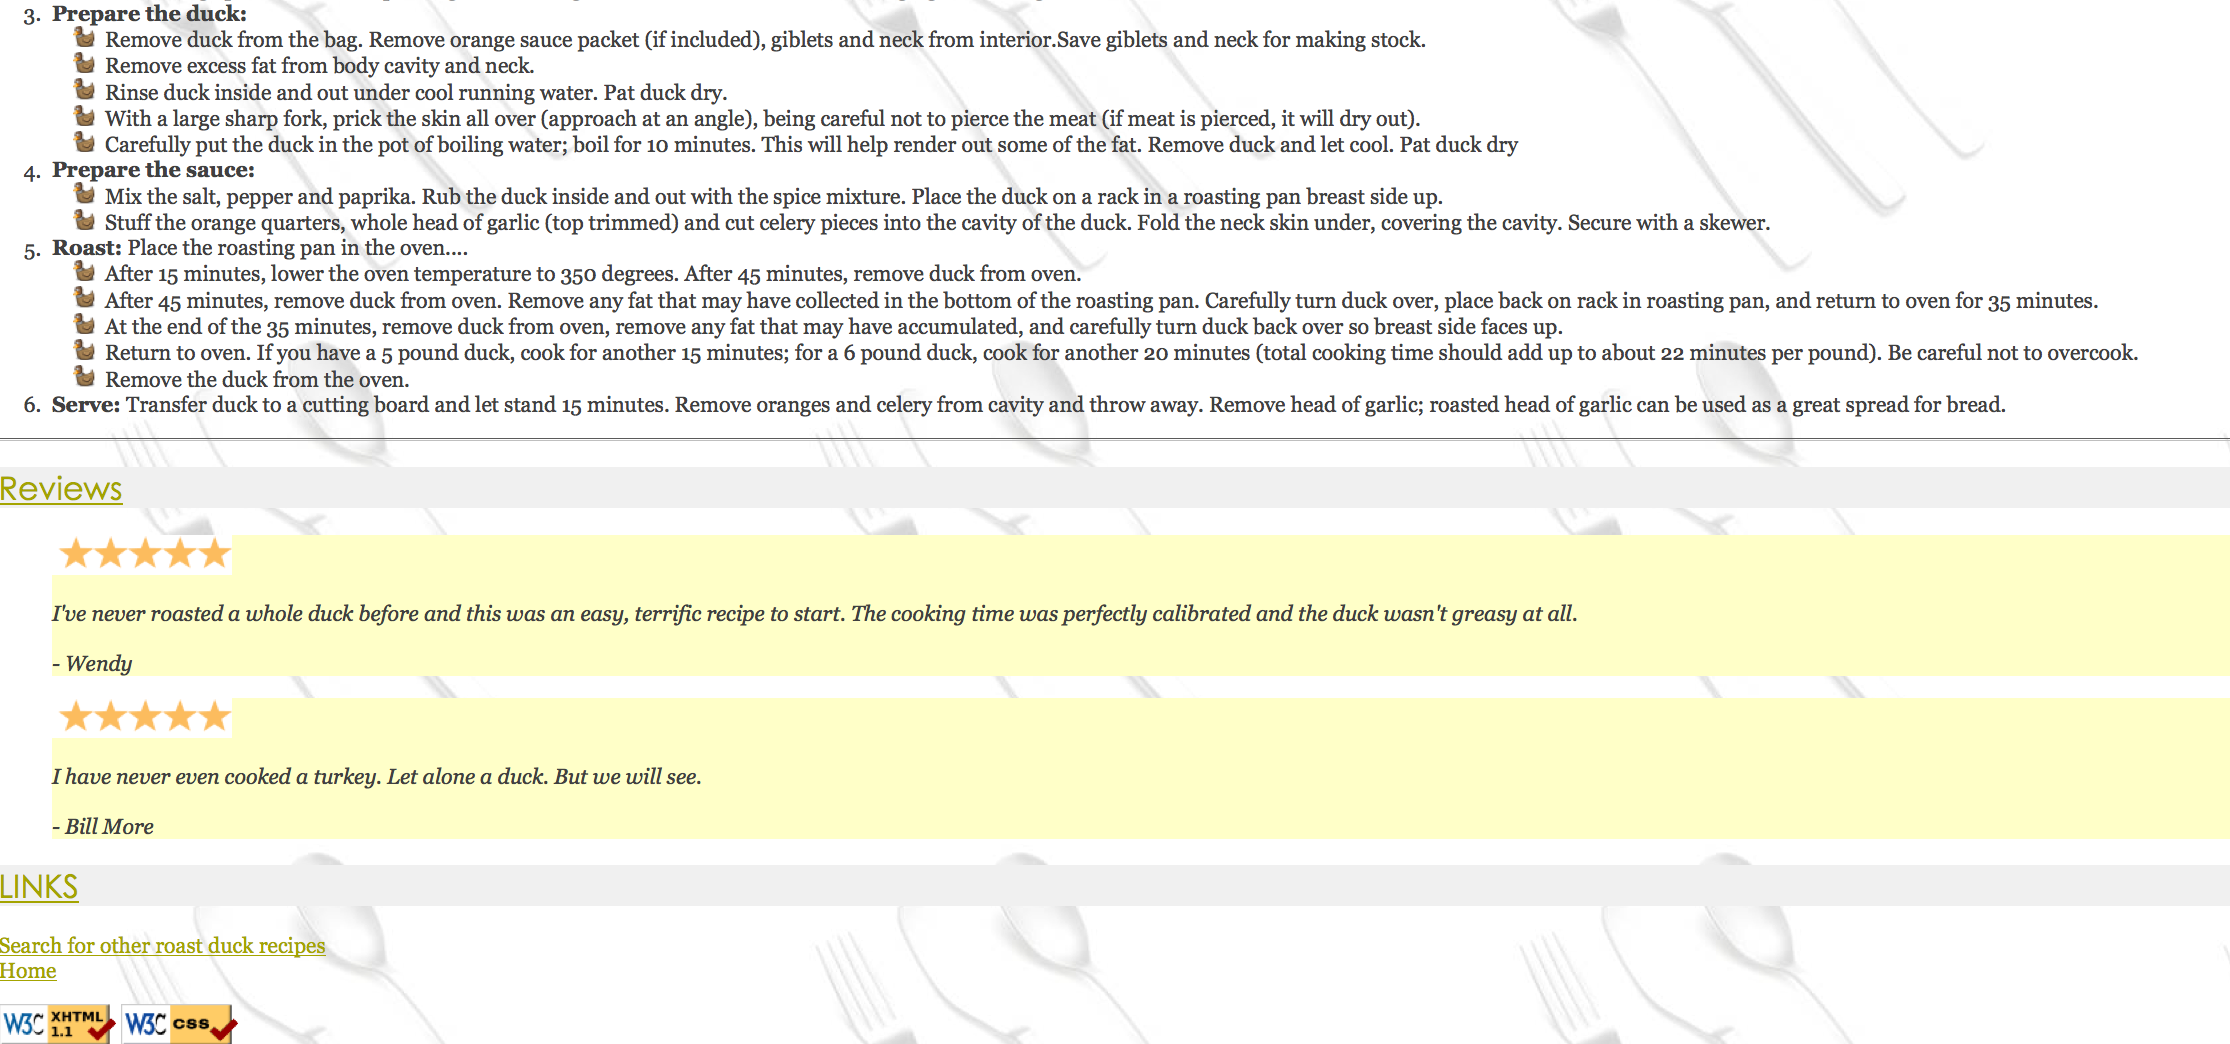 3. Prepare the duck:
Remove duck from the bag. Remove orange sauce packet (if included), giblets and neck from interior.Save giblets and neck for making stock.
Remove excess fat from body cavity and neck.
Rinse duck inside and out under cool running water. Pat duck dry.
With a large sharp fork, prick the skin all over (approach at an angle), being careful not to pierce the meat (if meat is pierced, it will dry out).
Carefully put the duck in the pot of boiling water; boil for 10 minutes. This will help render out some of the fat. Remove duck and let cool. Pat duck dry
4. Prepare the sauce:
Mix the salt, pepper and paprika. Rub the duck inside and out with the spice mixture. Place the duck on a rack in a roasting pan breast side up.
Stuff the orange quarters, whole head of garlic (top trimmed) and cut celery pieces into the cavity of the duck. Fold the neck skin under, covering the cavity. Secure with a skewer.
5. Roast: Place the roasting pan in the oven....
After 15 minutes, lower the oven temperature to 350 degrees. After 45 minutes, remove duck from oven.
After 45 minutes, remove duck from oven. Remove any fat that may have collected in the bottom of the roasting pan. Carefully turn duck over, place back on rack in roasting pan, and return to oven for 35 minutes.
At the end of the 35 minutes, remove duck from oven, remove any fat that may have accumulated, and carefully turn duck back over so breast side faces up.
Return to oven. If you have a 5 pound duck, cook for another 15 minutes; for a 6 pound duck, cook for another 20 minutes (total cooking time should add up to about 22 minutes per pound). Be careful not to overcook.
Remove the duck from the oven.
6. Serve: Transfer duck to a cutting board and let stand 15 minutes. Remove oranges and celery from cavity and throw away. Remove head of garlic; roasted head of garlic can be used as a great spread for bread.
Reviews
I've never roasted a whole duck before and this was an easy, terrific recipe to start. The cooking time was perfectly calibrated and the duck wasn't greasy at all.
- Wendy
I have never even cooked a turkey. Let alone a duck. But we will see.
- Bill More
LINKS
Search for other roast duck recipes
Home
W3C XHTML 1.1 W3C css